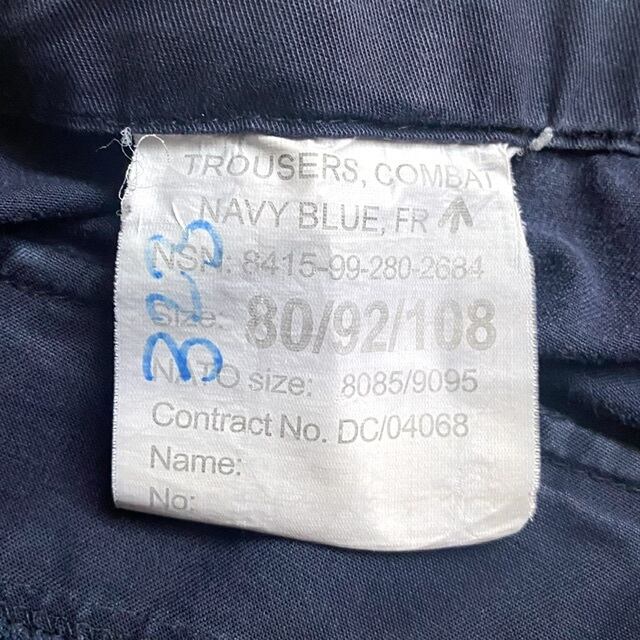 TROUSERS, COMBAT
NAVY BLUE, FR
NSN: 8415-99-280-2684
Size: 80/92/108
NATO size: 8085/9095
Contract No. DC/04068
Name:
No:
323